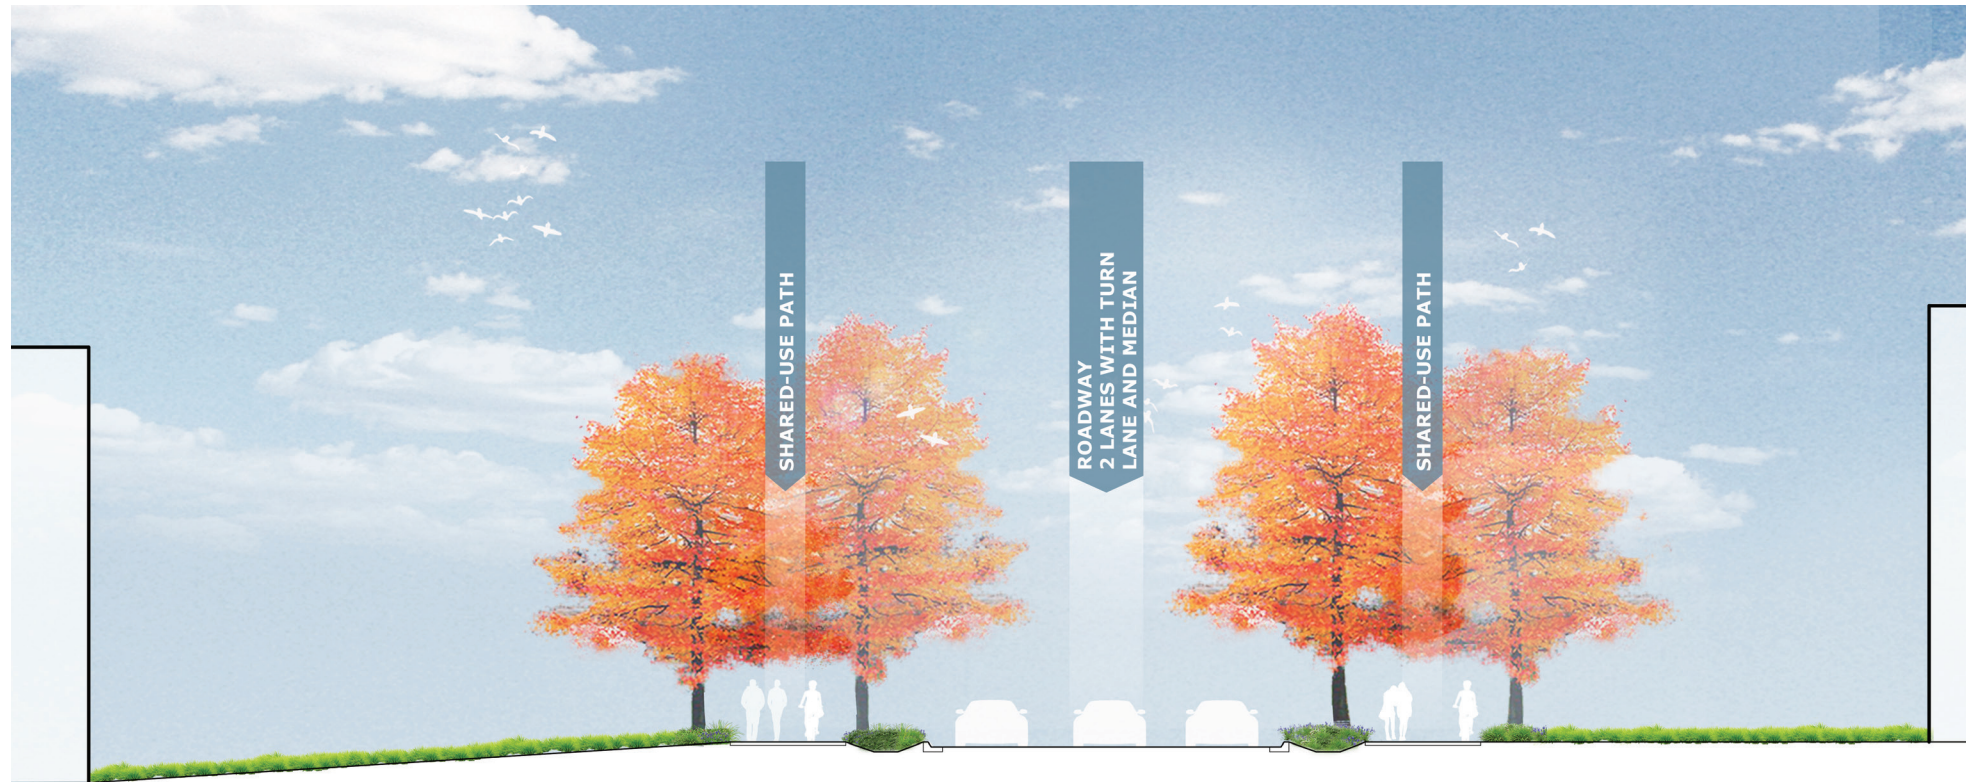 SHARED-USE PATH
ROADWAY
2 LANES WITH TURN
LANE AND MEDIAN
SHARED-USE PATH